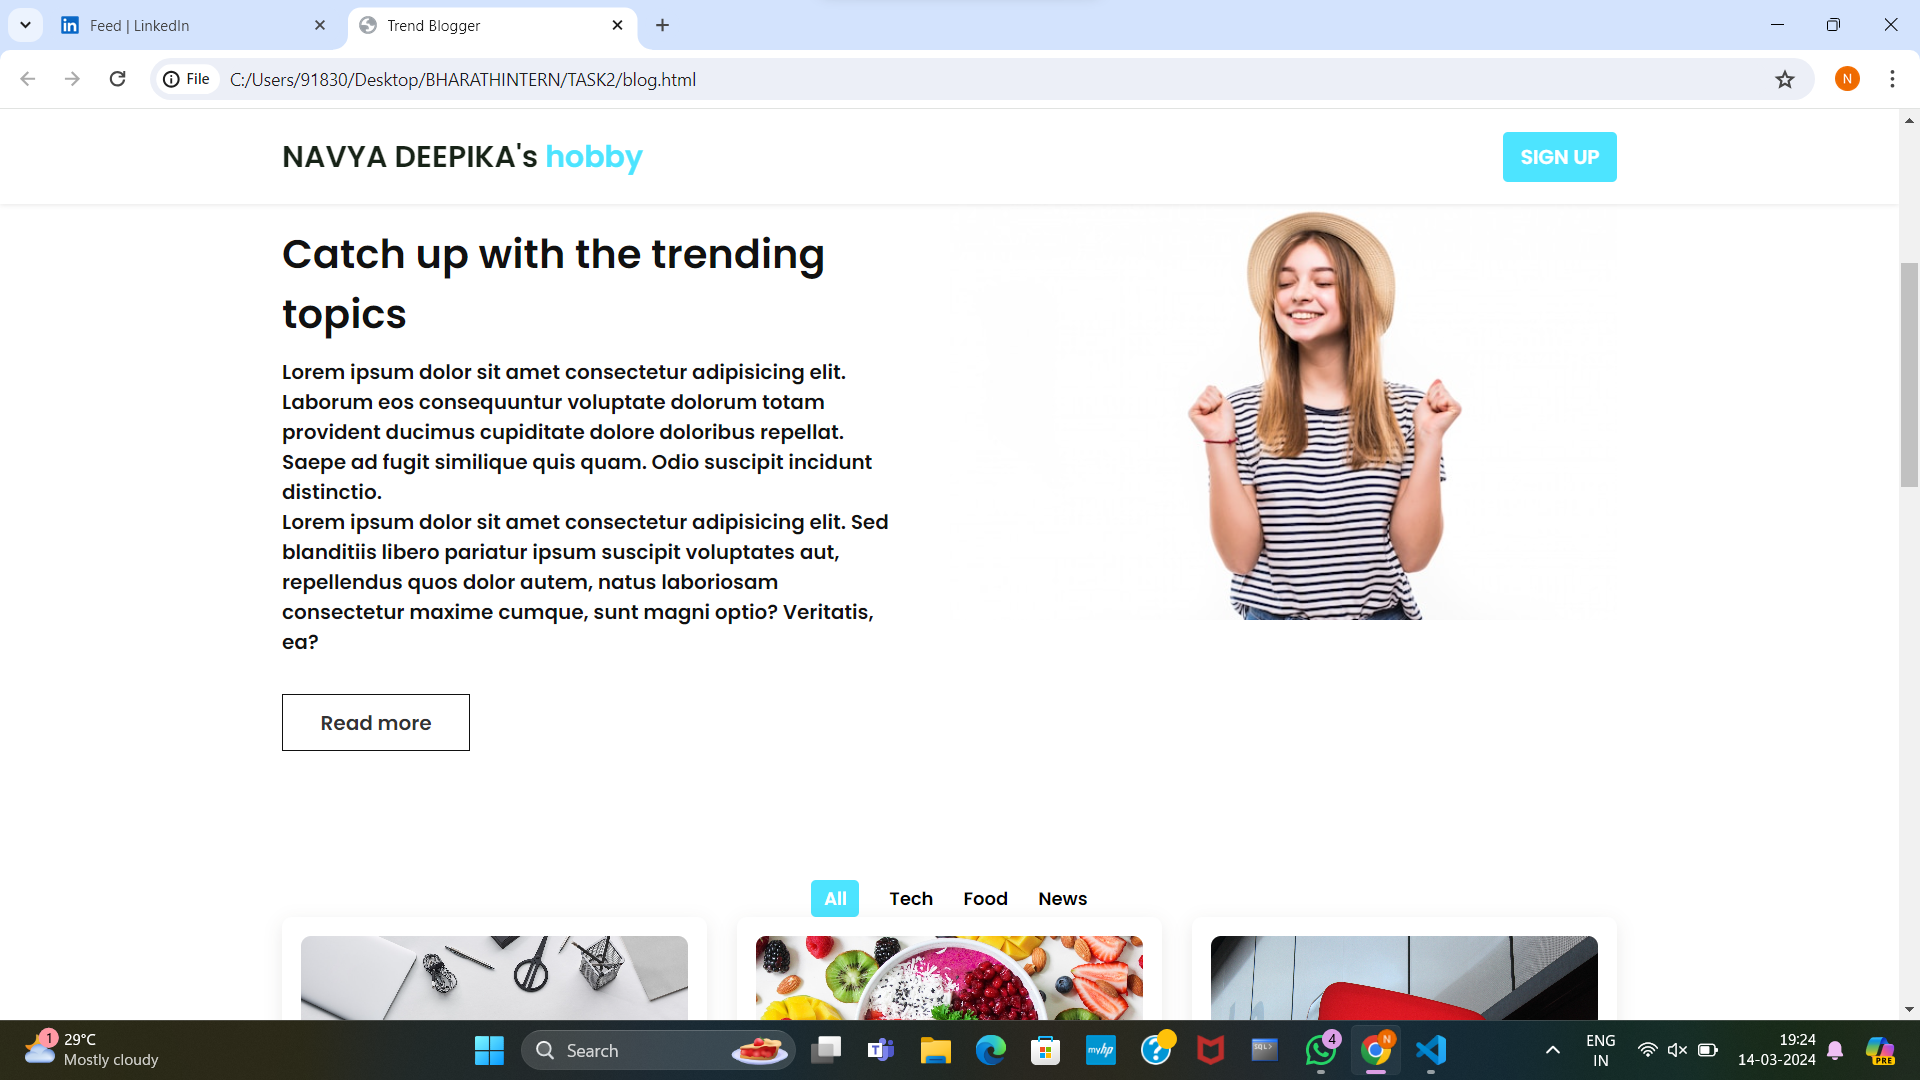 Feed | LinkedIn
Trend Blogger
File
C:/Users/91830/Desktop/BHARATHINTERN/TASK2/blog.html
N
NAVYA DEEPIKA's hobby
SIGN UP
Catch up with the trending
topics
Lorem ipsum dolor sit amet consectetur adipisicing elit.
Laborum eos consequuntur voluptate dolorum totam
provident ducimus cupiditate dolore doloribus repellat.
Saepe ad fugit similique quis quam. Odio suscipit incidunt
distinctio.
Lorem ipsum dolor sit amet consectetur adipisicing elit. Sed
blanditiis libero pariatur ipsum suscipit voluptates aut,
repellendus quos dolor autem, natus laboriosam
consectetur maxime cumque, sunt magni optio? Veritatis,
ea?
Read more
All Tech Food News
1
29°C
Mostly cloudy
Search
myhp
SQL>
4
N
ENG
IN
19:24
14-03-2024
PRE